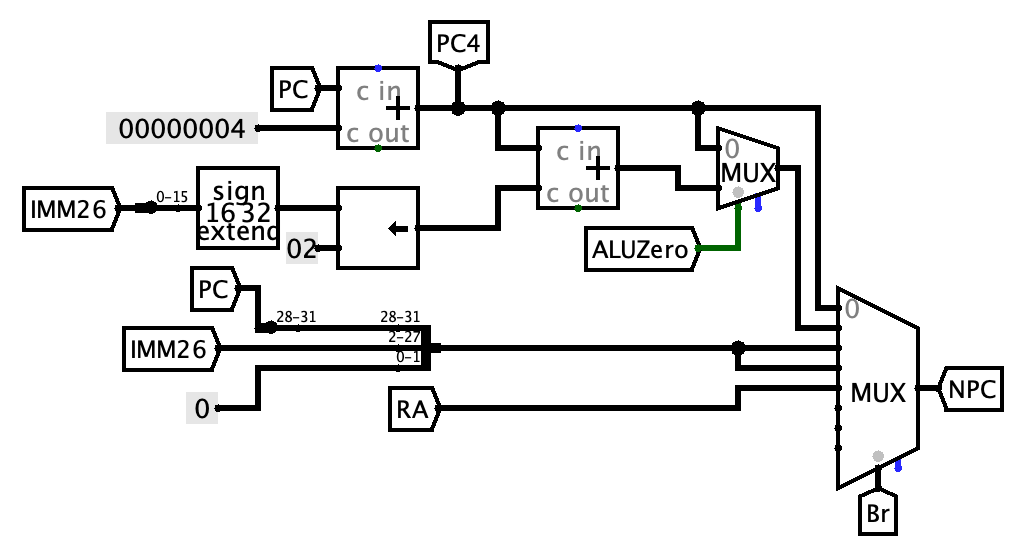 PC4
PC
c in
+
00000004
c out
c in
+
0
MUX
c out
IMM26
0-15
sign
16 32
extend
02
ALUZero
PC
28-31
28-31
0
2-27
IMM26
0-1
0
RA
MUX
NPC
Br